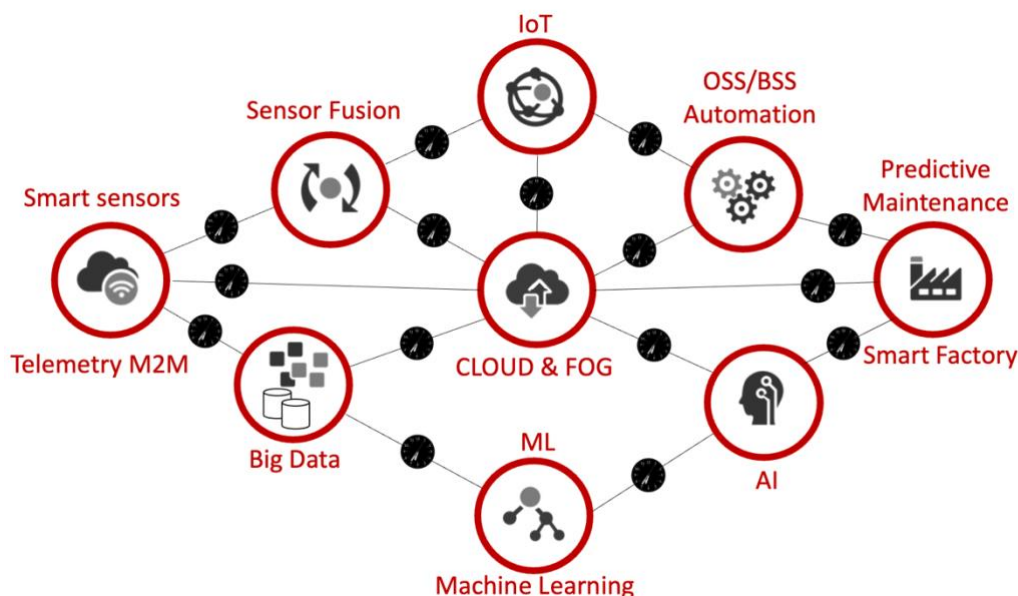 IoT
OSS/BSS
Automation
Sensor Fusion
Predictive
Maintenance
Smart sensors
Telemetry M2M
CLOUD & FOG
Smart Factory
Big Data
ML
AI
Machine Learning